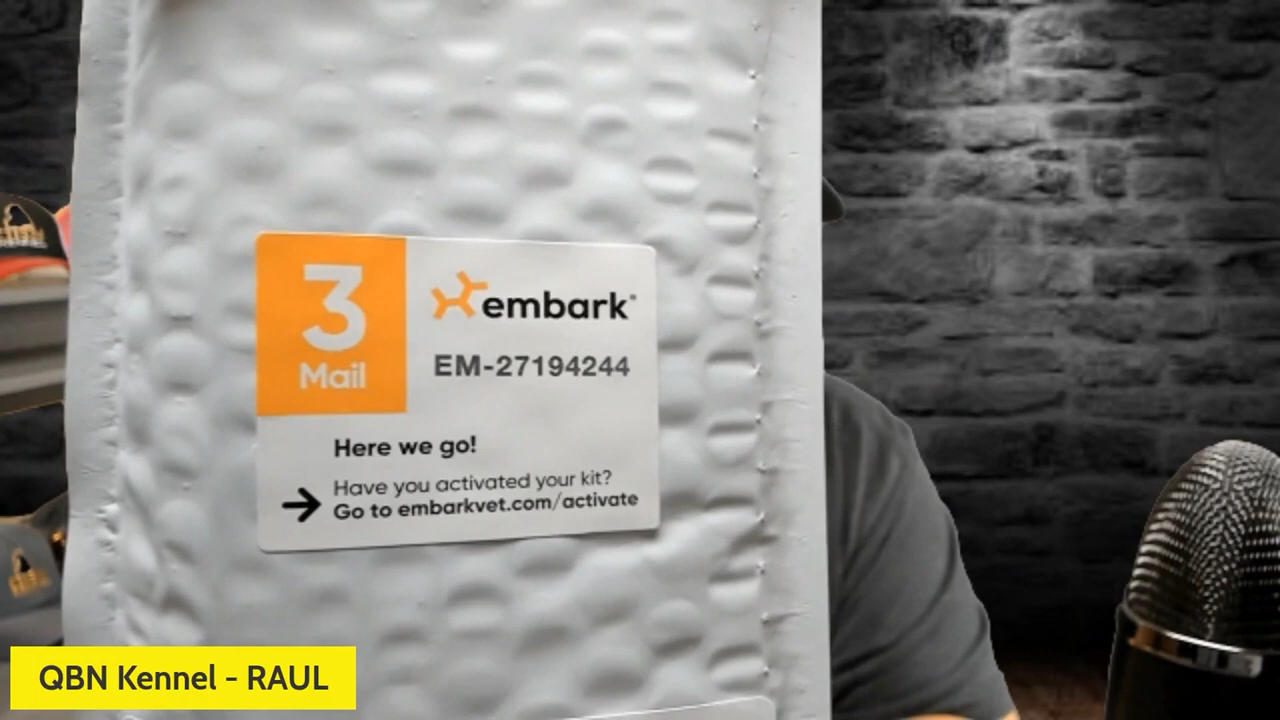 3
Mail
embark®
EM-27194244
Here we go!
Have you activated your kit?
Go to embarkvet.com/activate
QBN Kennel - RAUL